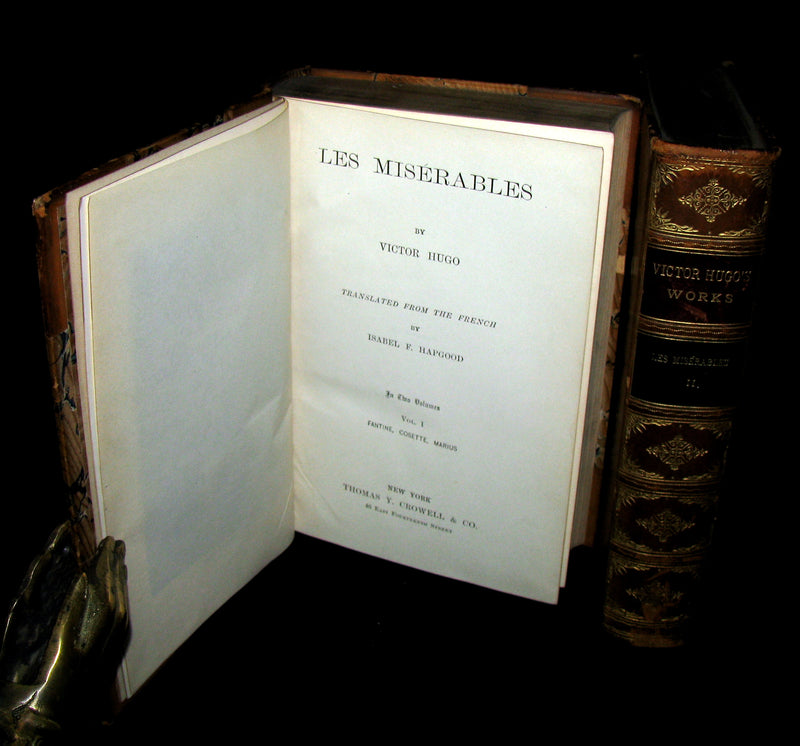 LES MISÉRABLES
BY
VICTOR HUGO
TRANSLATED FROM THE FRENCH
BY
ISABEL F. HAPGOOD
In Two Volumes
VOL. I
FANTINE, COSETTE, MARIUS
NEW YORK
THOMAS Y. CROWELL & CO.
46 EAST FOURTEENTH STREET
VICTOR HUGO'S
WORKS
LES MISÉRABLES
II.